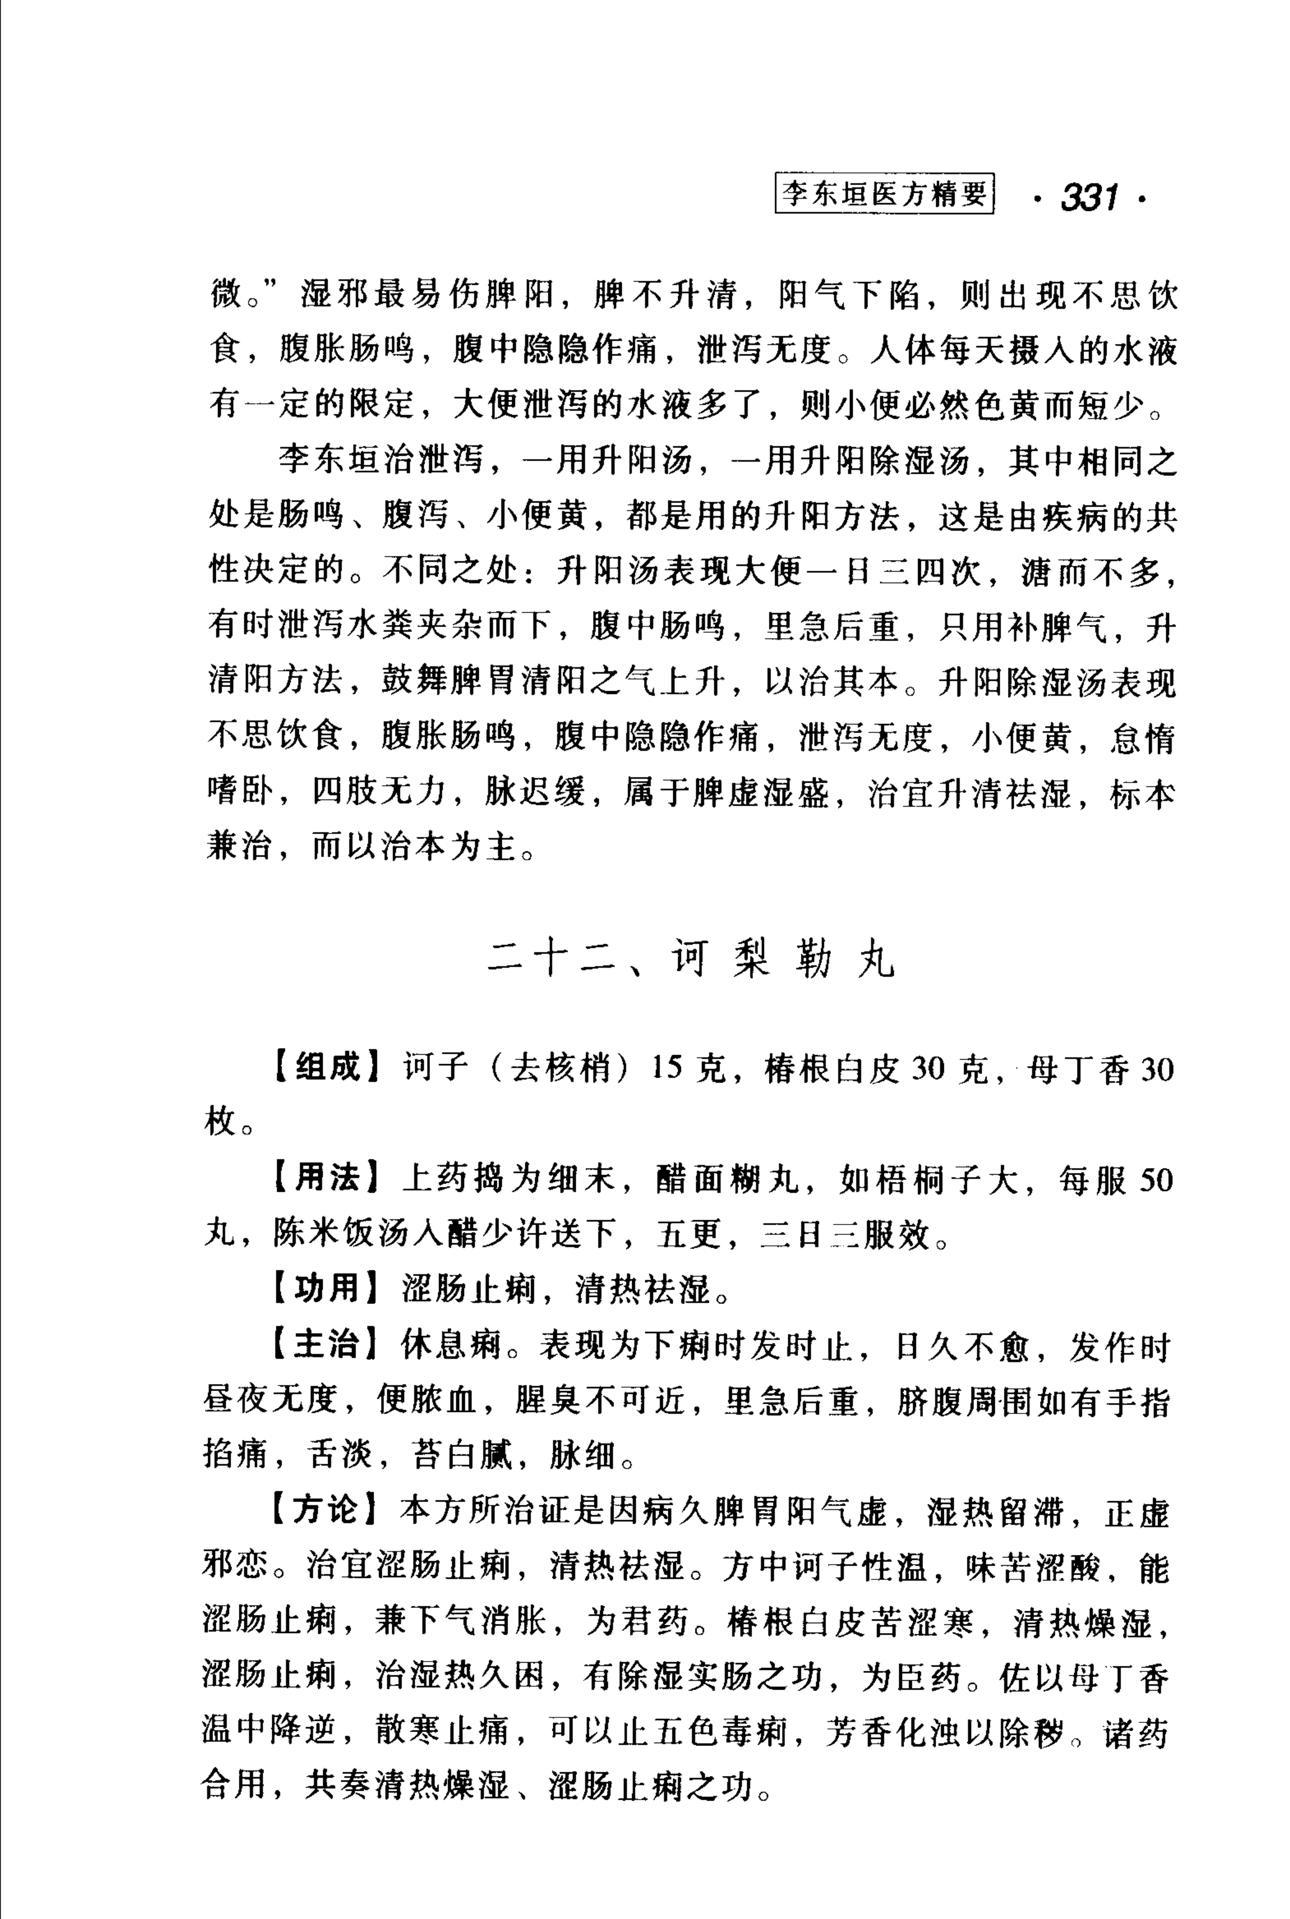 李东垣医方精要 · 331 ·
微。”湿邪最易伤脾阳，脾不升清，阳气下陷，则出现不思饮
食，腹胀肠鸣，腹中隐隐作痛，泄泻无度。人体每天摄入的水液
有一定的限定，大便泄泻的水液多了，则小便必然色黄而短少。
李东垣治泄泻，一用升阳汤，一用升阳除湿汤，其中相同之
处是肠鸣、腹泻、小便黄，都是用的升阳方法，这是由疾病的共
性决定的。不同之处：升阳汤表现大便一日三四次，溏而不多，
有时泄泻水粪夹杂而下，腹中肠鸣，里急后重，只用补脾气，升
清阳方法，鼓舞脾胃清阳之气上升，以治其本。升阳除湿汤表现
不思饮食，腹胀肠鸣，腹中隐隐作痛，泄泻无度，小便黄，怠惰
嗜卧，四肢无力，脉迟缓，属于脾虚湿盛，治宜升清祛湿，标本
兼治，而以治本为主。
二十二、诃梨勒丸
【组成】诃子（去核梢）15克，椿根白皮30克，母丁香30
枚。
【用法】上药捣为细末，醋面糊丸，如梧桐子大，每服50
丸，陈米饭汤入醋少许送下，五更，三日三服效。
【功用】涩肠止痢，清热祛湿。
【主治】休息痢。表现为下痢时发时止，日久不愈，发作时
昼夜无度，便脓血，腥臭不可近，里急后重，脐腹周围如有手指
掐痛，舌淡，苔白腻，脉细。
【方论】本方所治证是因病久脾胃阳气虚，湿热留滞，正虚
邪恋。治宜涩肠止痢，清热祛湿。方中诃子性温，味苦涩酸，能
涩肠止痢，兼下气消胀，为君药。椿根白皮苦涩寒，清热燥湿，
涩肠止痢，治湿热久困，有除湿实肠之功，为臣药。佐以母丁香
温中降逆，散寒止痛，可以止五色毒痢，芳香化浊以除秽。诸药
合用，共奏清热燥湿、涩肠止痢之功。